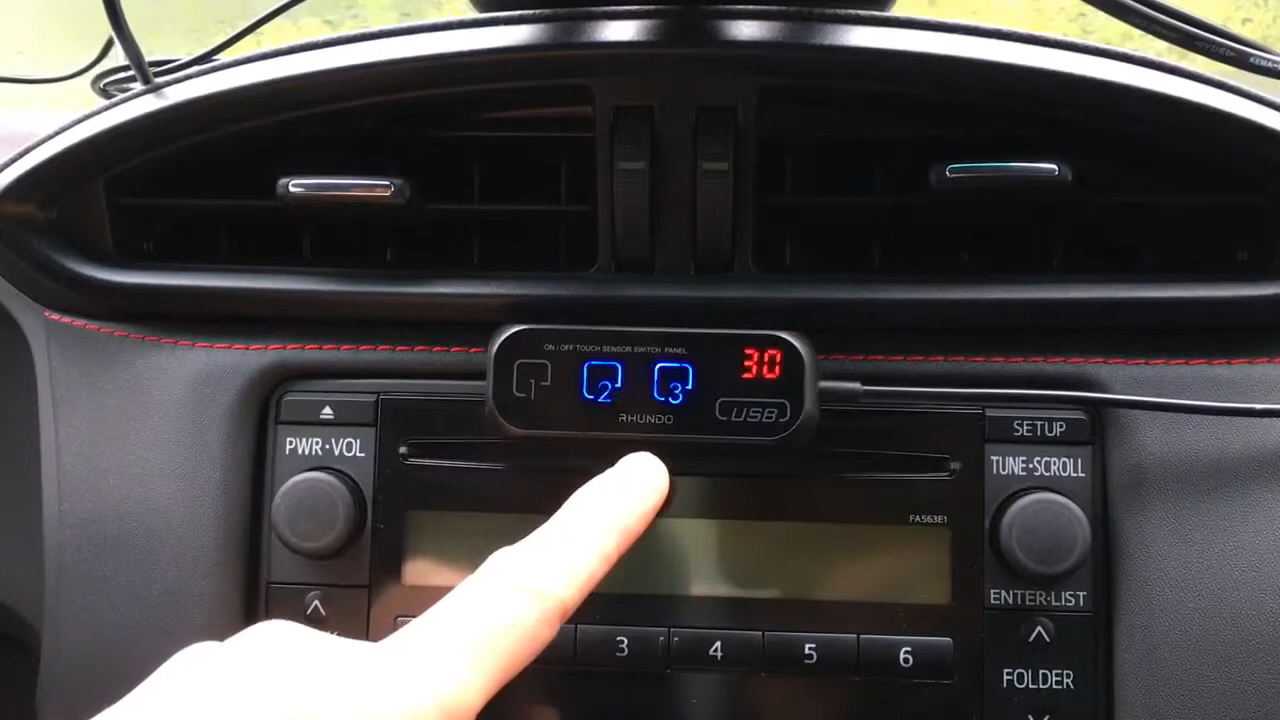 KEMA-
ON / OFF TOUCH SENSOR SWITCH PANEL
1 2 3 30
RHUNDO USB
PWR·VOL
SETUP
TUNE·SCROLL
FA563E1
ENTER·LIST
3 4 5 6
FOLDER